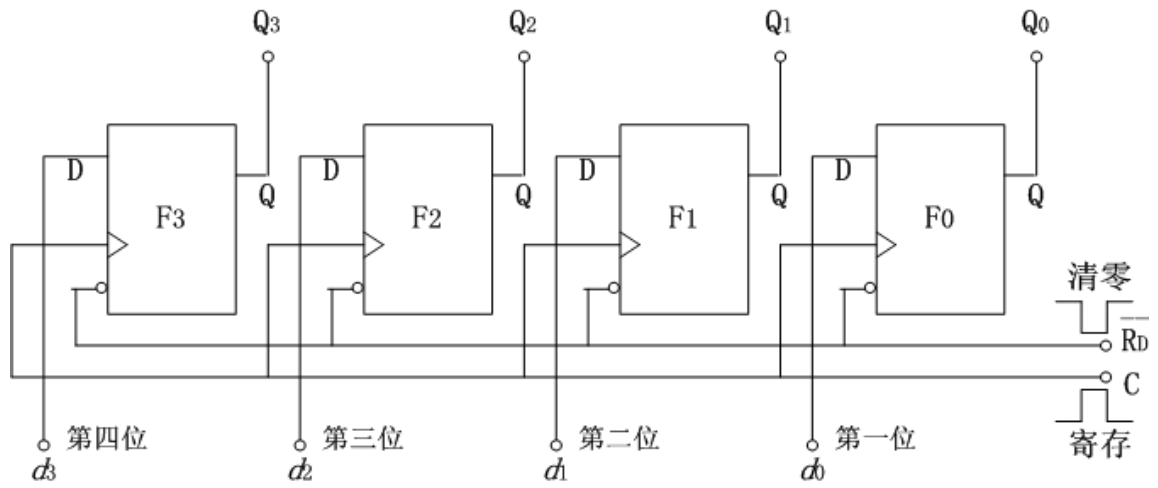 Q3 Q2 Q1 Q0
D D D D
Q Q Q Q
F3 F2 F1 F0
清零
R̅D̅
C
第四位 第三位 第二位 第一位
寄存
d3 d2 d1 d0